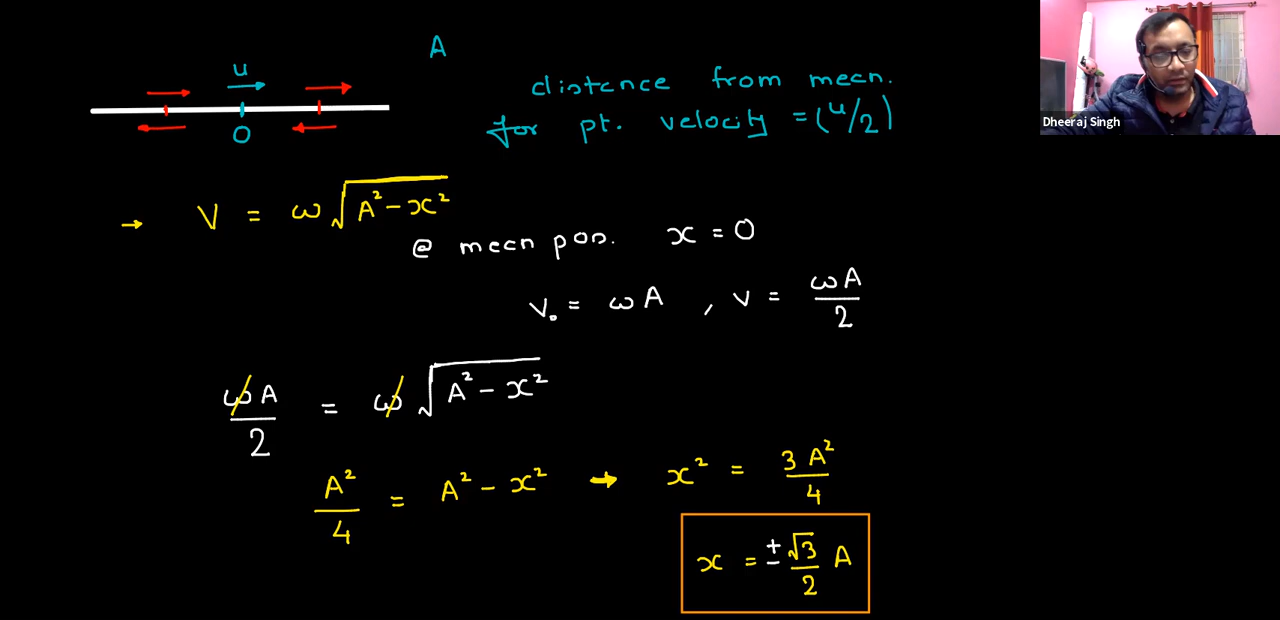 A
u
O
distance from mean.
for pt. velocity = (u/2)
Dheeraj Singh
→ V = ω√(A² - x²)
@ mean pos. x = 0
V₀ = ωA , v = ωA/2
ωA/2 = ω√(A² - x²)
A²/4 = A² - x² → x² = 3A²/4
x = ± √3/2 A